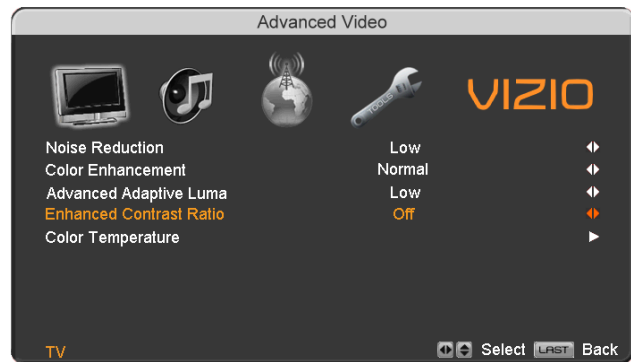 Advanced Video
TOOLS
VIZIO
Noise Reduction Low
Color Enhancement Normal
Advanced Adaptive Luma Low
Enhanced Contrast Ratio Off
Color Temperature
TV Select LAST Back